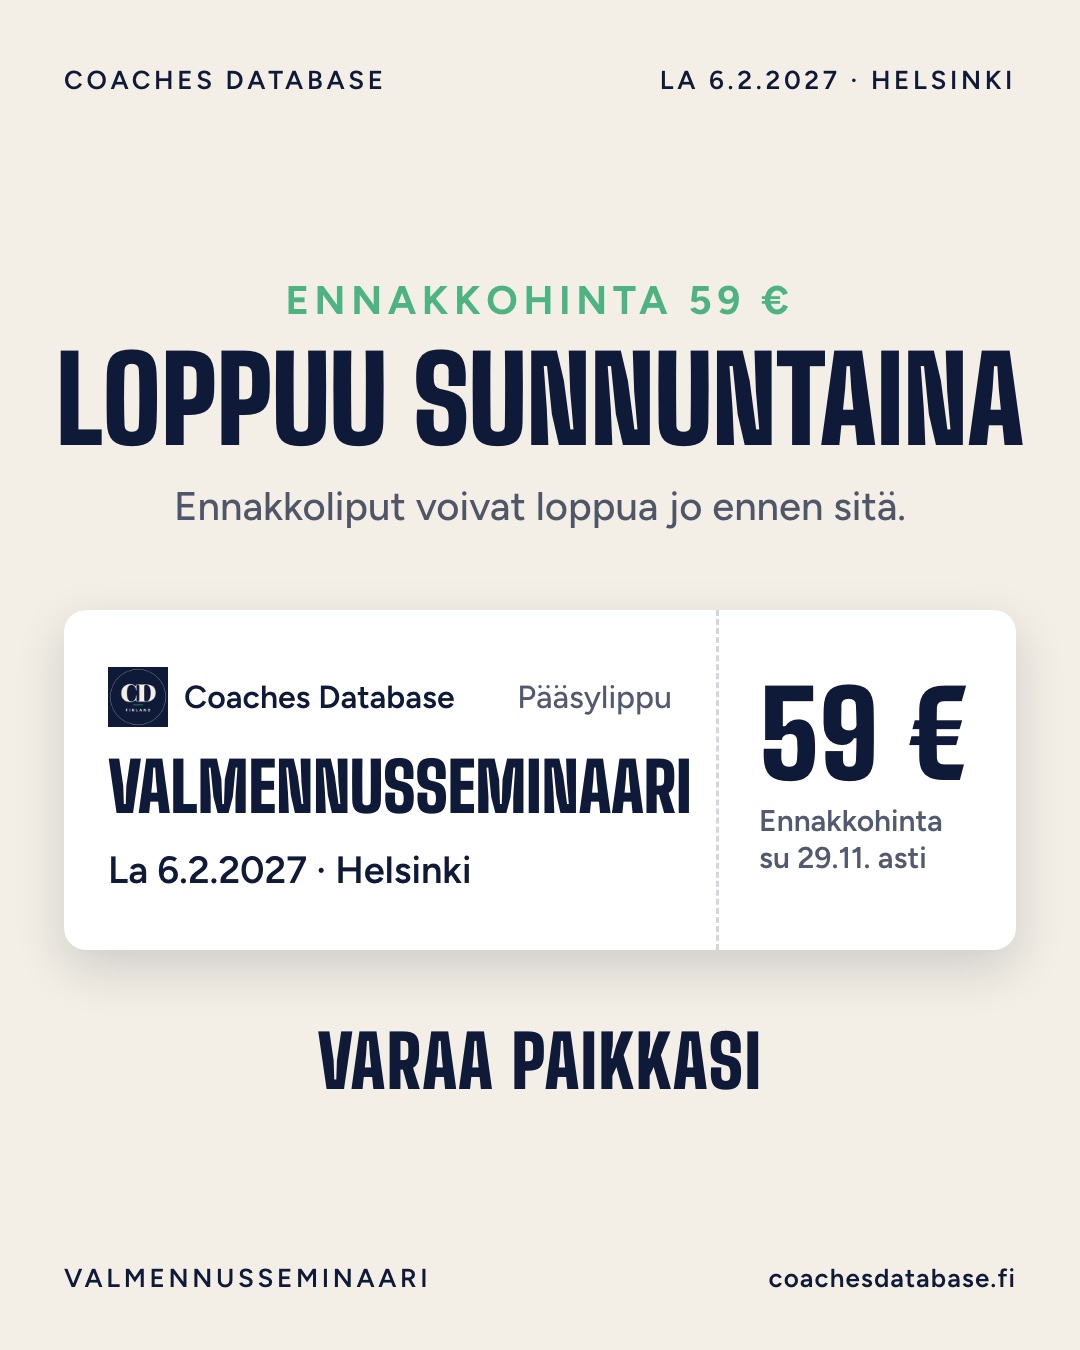 COACHES DATABASE
LA 6.2.2027 · HELSINKI
ENNAKKOHINTA 59 €
LOPPUU SUNNUNTAINA
Ennakkoliput voivat loppua jo ennen sitä.
CD
FINLAND
Coaches Database
Pääsylippu
VALMENNUSSEMINAARI
La 6.2.2027 · Helsinki
59 €
Ennakkohinta
su 29.11. asti
VARAA PAIKKASI
VALMENNUSSEMINAARI
coachesdatabase.fi